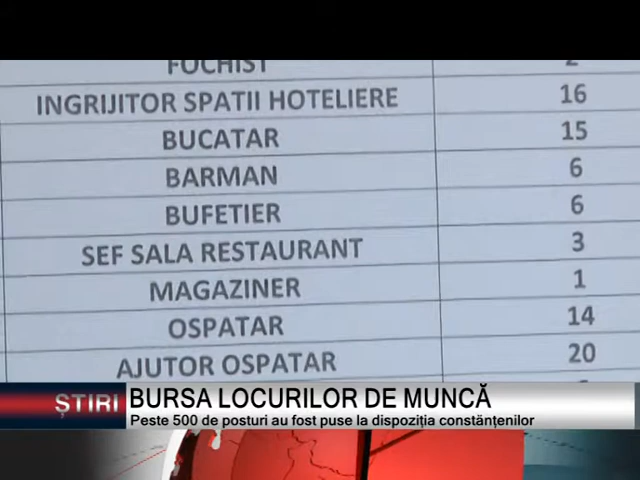 FOCHIST 2
INGRIJITOR SPATII HOTELIERE 16
BUCATAR 15
BARMAN 6
BUFETIER 6
SEF SALA RESTAURANT 3
MAGAZINER 1
OSPATAR 14
AJUTOR OSPATAR 20
ȘTIRI
BURSA LOCURILOR DE MUNCĂ
Peste 500 de posturi au fost puse la dispoziția constănțenilor